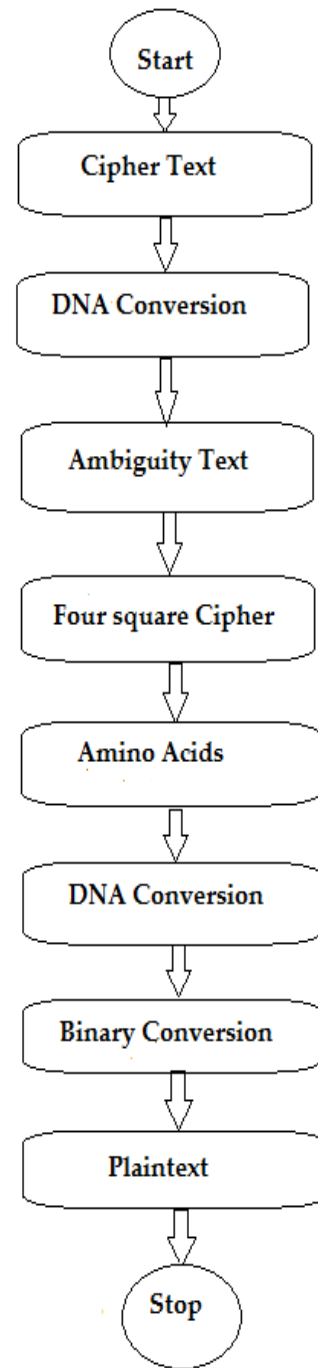 Start
Cipher Text
DNA Conversion
Ambiguity Text
Four square Cipher
Amino Acids
DNA Conversion
Binary Conversion
Plaintext
Stop